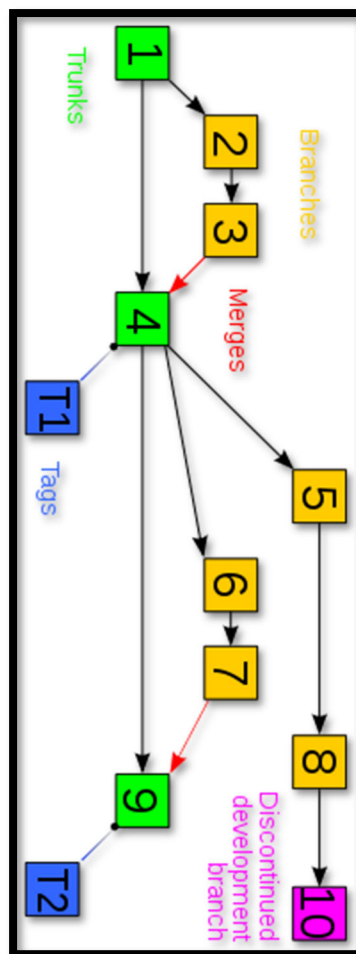 Branches
5
8
10
Discontinued
development
branch
2
3
Merges
6
7
1
4
9
Trunks
T1
Tags
T2